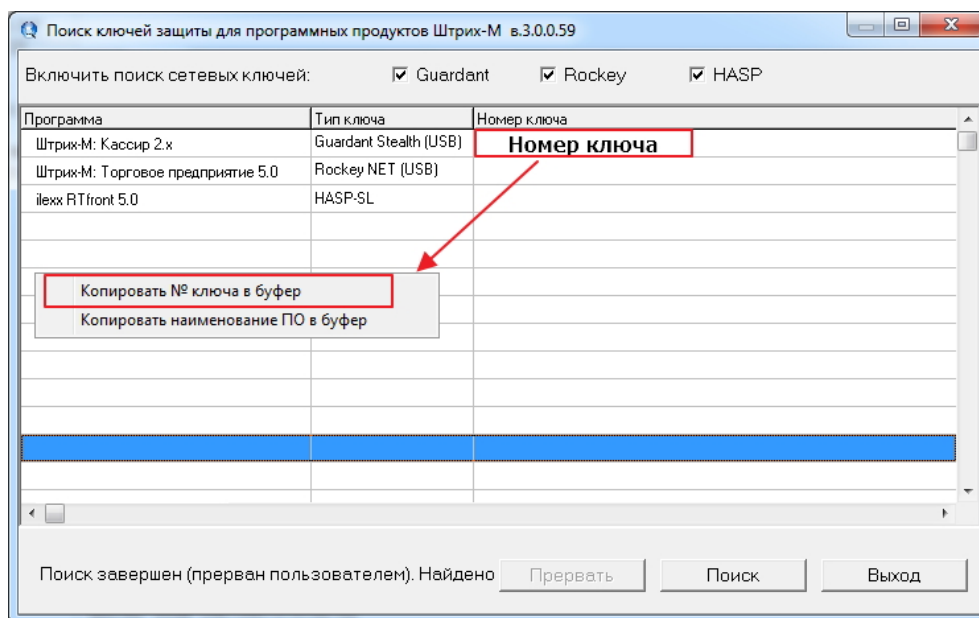 Поиск ключей защиты для программных продуктов Штрих-М в.3.0.0.59
Включить поиск сетевых ключей: Guardant Rockey HASP
Программа Тип ключа Номер ключа
Штрих-М: Кассир 2.x Guardant Stealth (USB) Номер ключа
Штрих-М: Торговое предприятие 5.0 Rockey NET (USB)
ilexx RTfront 5.0 HASP-SL
Копировать № ключа в буфер
Копировать наименование ПО в буфер
Поиск завершен (прерван пользователем). Найдено Прервать Поиск Выход